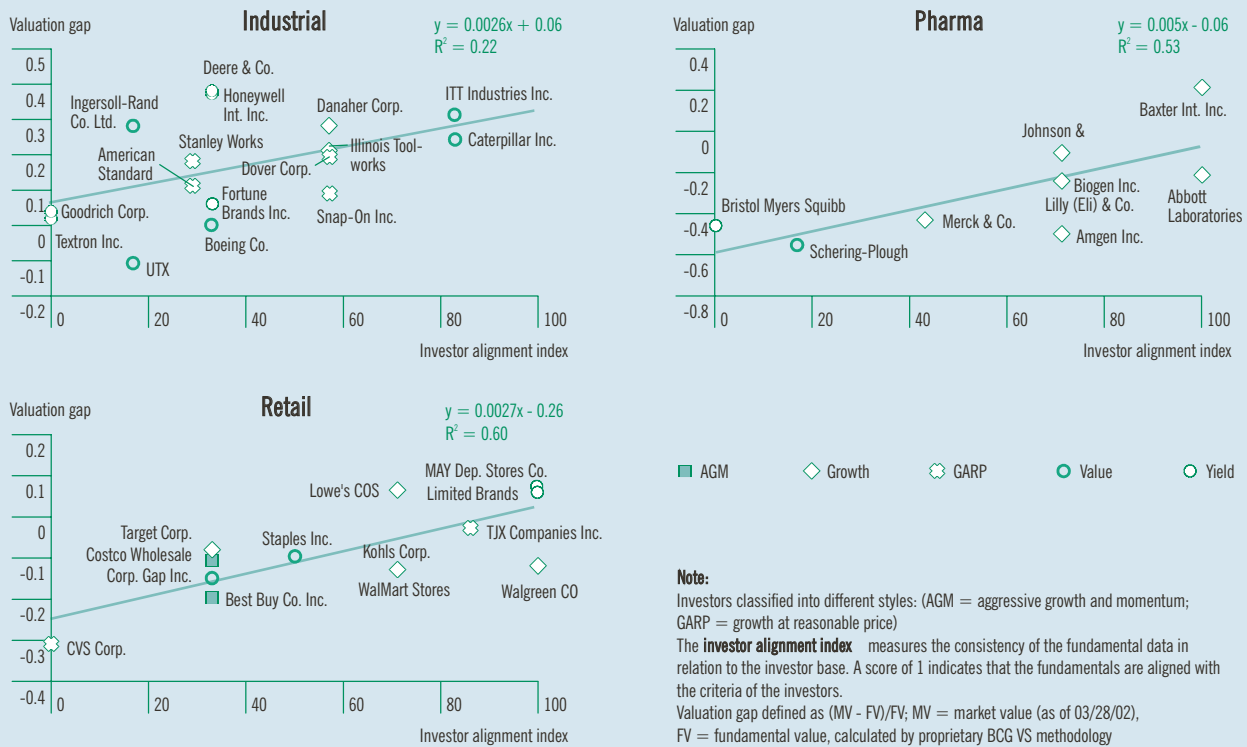 Valuation gap
Industrial
y = 0.0026x + 0.06
R² = 0.22
0.5
0.4
0.3
0.2
0.1
0
-0.1
-0.2
Deere & Co.
Honeywell
Int. Inc.
Ingersoll-Rand
Co. Ltd.
Danaher Corp.
ITT Industries Inc.
Caterpillar Inc.
Stanley Works
American
Standard
Illinois Tool-
works
Dover Corp.
Fortune
Brands Inc.
Snap-On Inc.
Goodrich Corp.
Textron Inc.
Boeing Co.
UTX
0
20
40
60
80
100
Investor alignment index
Valuation gap
Pharma
y = 0.005x - 0.06
R² = 0.53
0.4
0.2
0
-0.2
-0.4
-0.6
-0.8
Baxter Int. Inc.
Johnson &
Biogen Inc.
Lilly (Eli) & Co.
Abbott
Laboratories
Bristol Myers Squibb
Merck & Co.
Amgen Inc.
Schering-Plough
0
20
40
60
80
100
Investor alignment index
Valuation gap
Retail
y = 0.0027x - 0.26
R² = 0.60
0.2
0.1
0
-0.1
-0.2
-0.3
-0.4
MAY Dep. Stores Co.
Limited Brands
Lowe's COS
Target Corp.
Costco Wholesale
Corp. Gap Inc.
Staples Inc.
Kohls Corp.
TJX Companies Inc.
WalMart Stores
Walgreen CO
Best Buy Co. Inc.
CVS Corp.
0
20
40
60
80
100
Investor alignment index
AGM
Growth
GARP
Value
Yield
Note:
Investors classified into different styles: (AGM = aggressive growth and momentum;
GARP = growth at reasonable price)
The investor alignment index measures the consistency of the fundamental data in
relation to the investor base. A score of 1 indicates that the fundamentals are aligned with
the criteria of the investors.
Valuation gap defined as (MV - FV)/FV; MV = market value (as of 03/28/02),
FV = fundamental value, calculated by proprietary BCG VS methodology